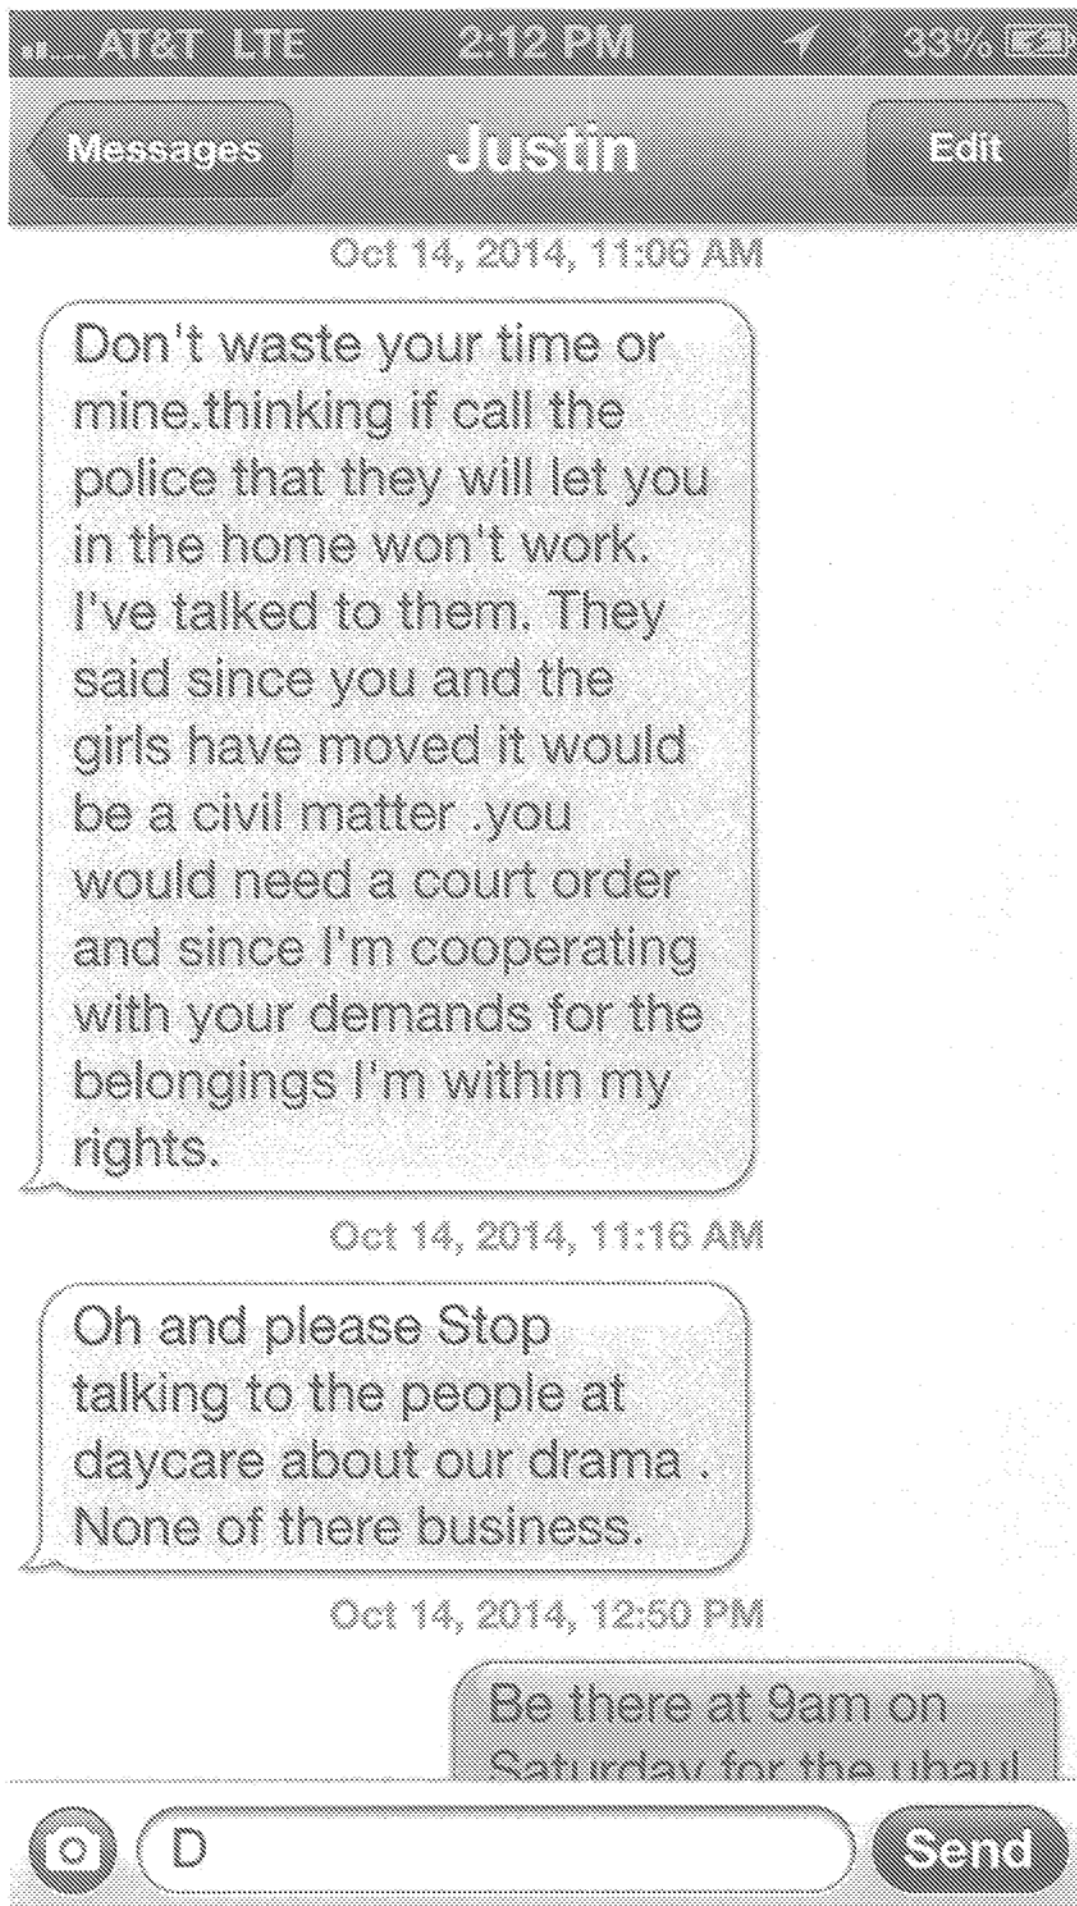 AT&T LTE 2:12 PM 33%
Messages Justin Edit
Oct 14, 2014, 11:06 AM
Don't waste your time or
mine.thinking if call the
police that they will let you
in the home won't work.
I've talked to them. They
said since you and the
girls have moved it would
be a civil matter .you
would need a court order
and since I'm cooperating
with your demands for the
belongings I'm within my
rights.
Oct 14, 2014, 11:16 AM
Oh and please Stop
talking to the people at
daycare about our drama .
None of there business.
Oct 14, 2014, 12:50 PM
Be there at 9am on
Saturday for the uhaul
D Send